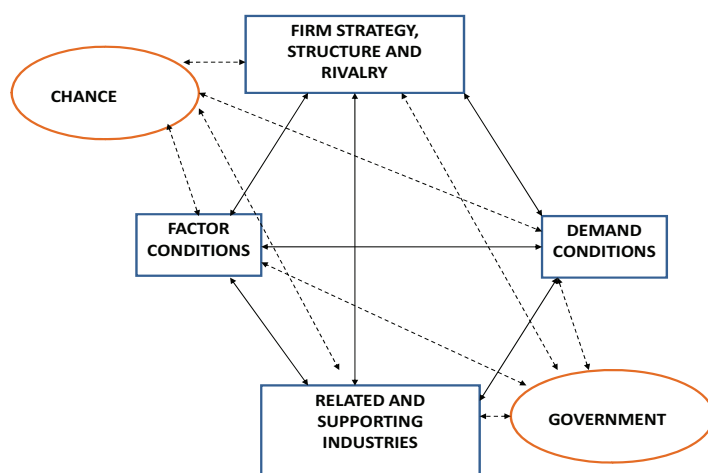 FIRM STRATEGY,
STRUCTURE AND
RIVALRY
CHANCE
FACTOR
CONDITIONS
DEMAND
CONDITIONS
RELATED AND
SUPPORTING
INDUSTRIES
GOVERNMENT